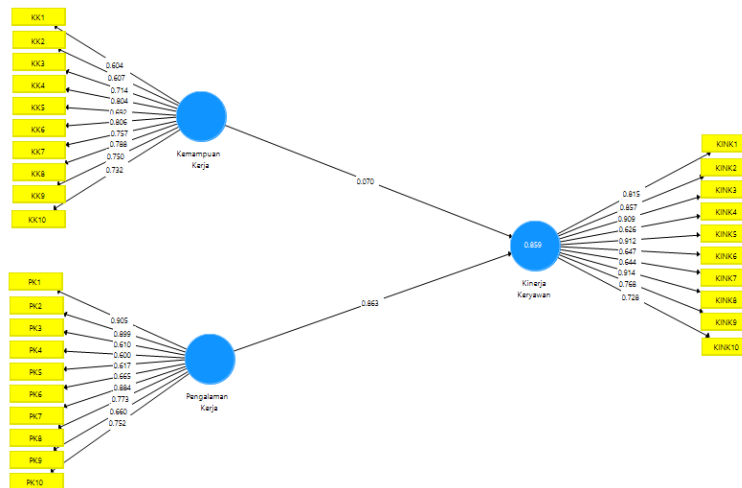 KK1
KK2
KK3
KK4
KK5
KK6
KK7
KK8
KK9
KK10
0.604
0.607
0.714
0.804
0.692
0.806
0.757
0.788
0.750
0.732
Kemampuan
Kerja
0.070
PK1
PK2
PK3
PK4
PK5
PK6
PK7
PK8
PK9
PK10
0.905
0.899
0.610
0.600
0.617
0.665
0.884
0.773
0.660
0.752
Pengalaman
Kerja
0.863
0.859
Kinerja
Keryawan
0.815
0.857
0.909
0.626
0.912
0.647
0.644
0.914
0.768
0.728
KINK1
KINK2
KINK3
KINK4
KINK5
KINK6
KINK7
KINK8
KINK9
KINK10